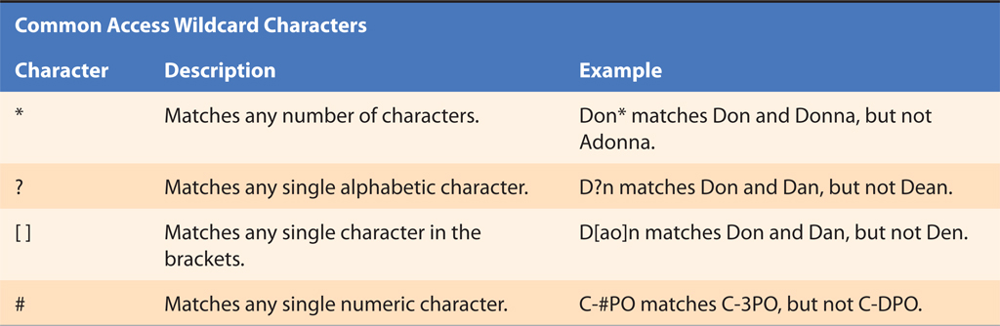 Common Access Wildcard Characters
Character Description Example
* Matches any number of characters. Don* matches Don and Donna, but not
Adonna.
? Matches any single alphabetic character. D?n matches Don and Dan, but not Dean.
[ ] Matches any single character in the D[ao]n matches Don and Dan, but not Den.
brackets.
# Matches any single numeric character. C-#PO matches C-3PO, but not C-DPO.